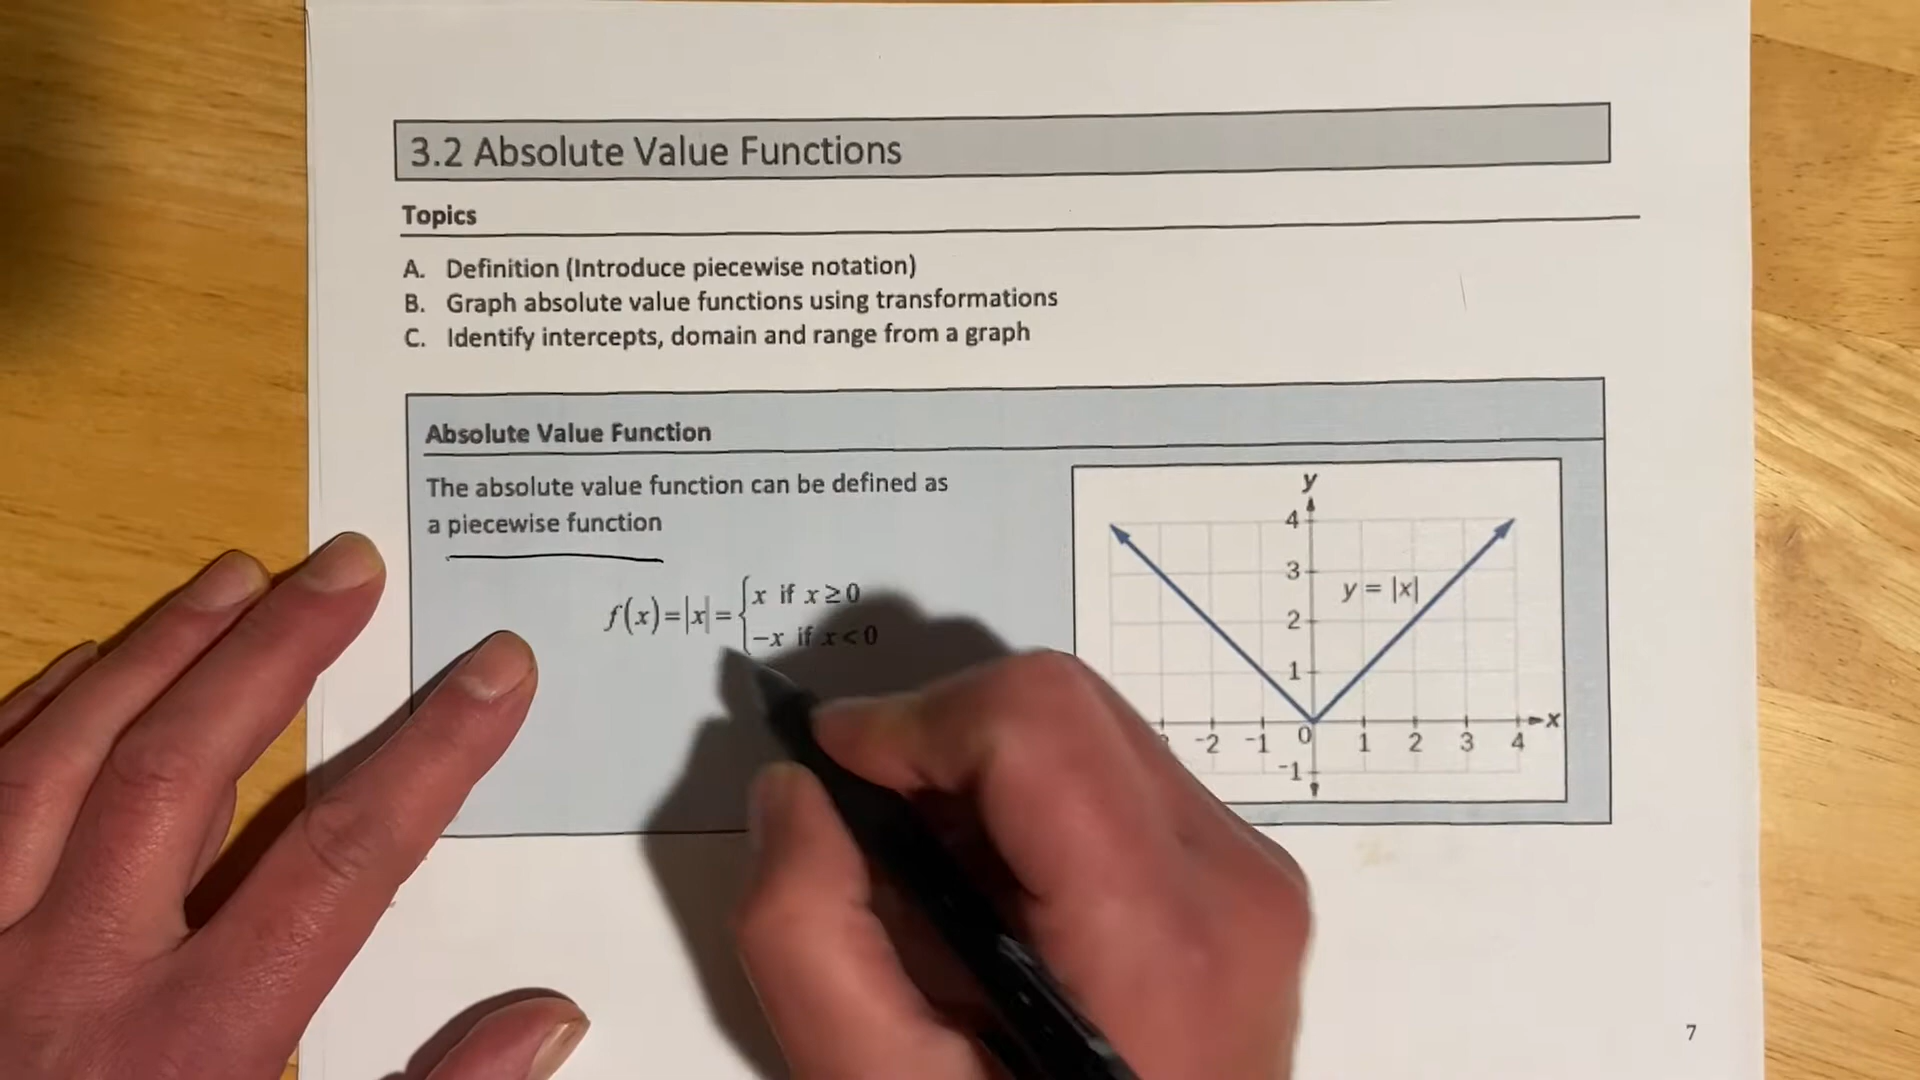 3.2 Absolute Value Functions
Topics
A. Definition (Introduce piecewise notation)
B. Graph absolute value functions using transformations
C. Identify intercepts, domain and range from a graph
Absolute Value Function
The absolute value function can be defined as
a piecewise function
f(x)=|x|={x if x≥0
-x if x<0
y
4
3
y = |x|
2
1
x
-2 -1 0 1 2 3 4
-1
7